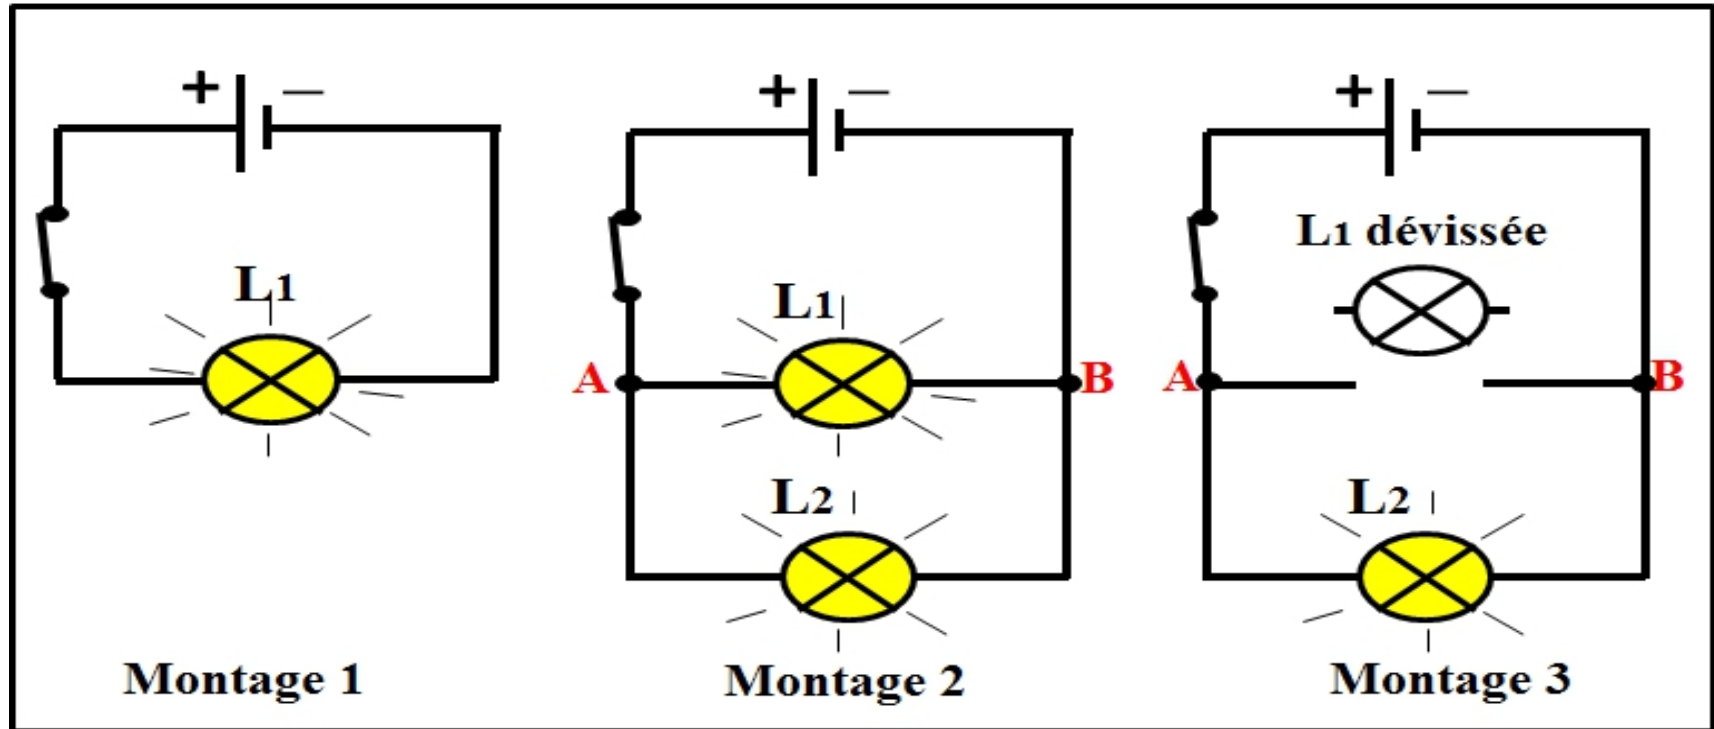 + –
L1
Montage 1
+ –
L1
A B
L2
Montage 2
+ –
L1 dévissée
A B
L2
Montage 3